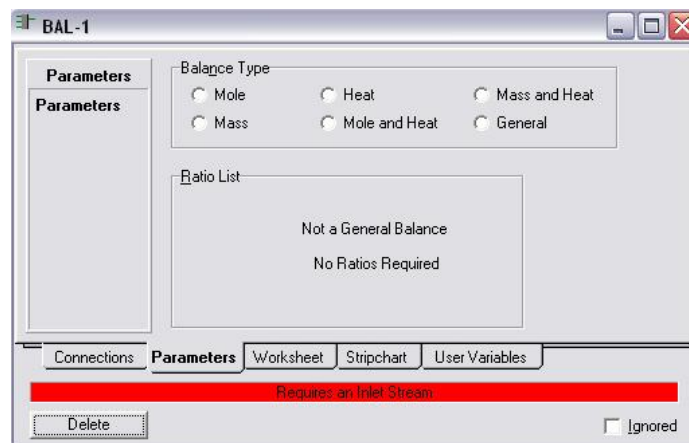 BAL-1
Parameters
Parameters
Balance Type
Mole
Heat
Mass and Heat
Mass
Mole and Heat
General
Ratio List
Not a General Balance
No Ratios Required
Connections
Parameters
Worksheet
Stripchart
User Variables
Requires an Inlet Stream
Delete
Ignored